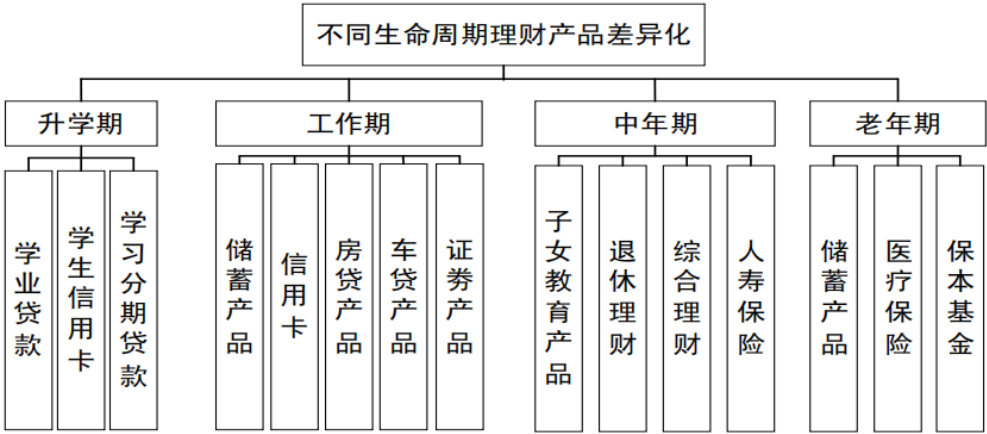 不同生命周期理财产品差异化
升学期
工作期
中年期
老年期
学业贷款
学生信用卡
学习分期贷款
储蓄产品
信用卡
房贷产品
车贷产品
证券产品
子女教育产品
退休理财
综合理财
人寿保险
储蓄产品
医疗保险
保本基金